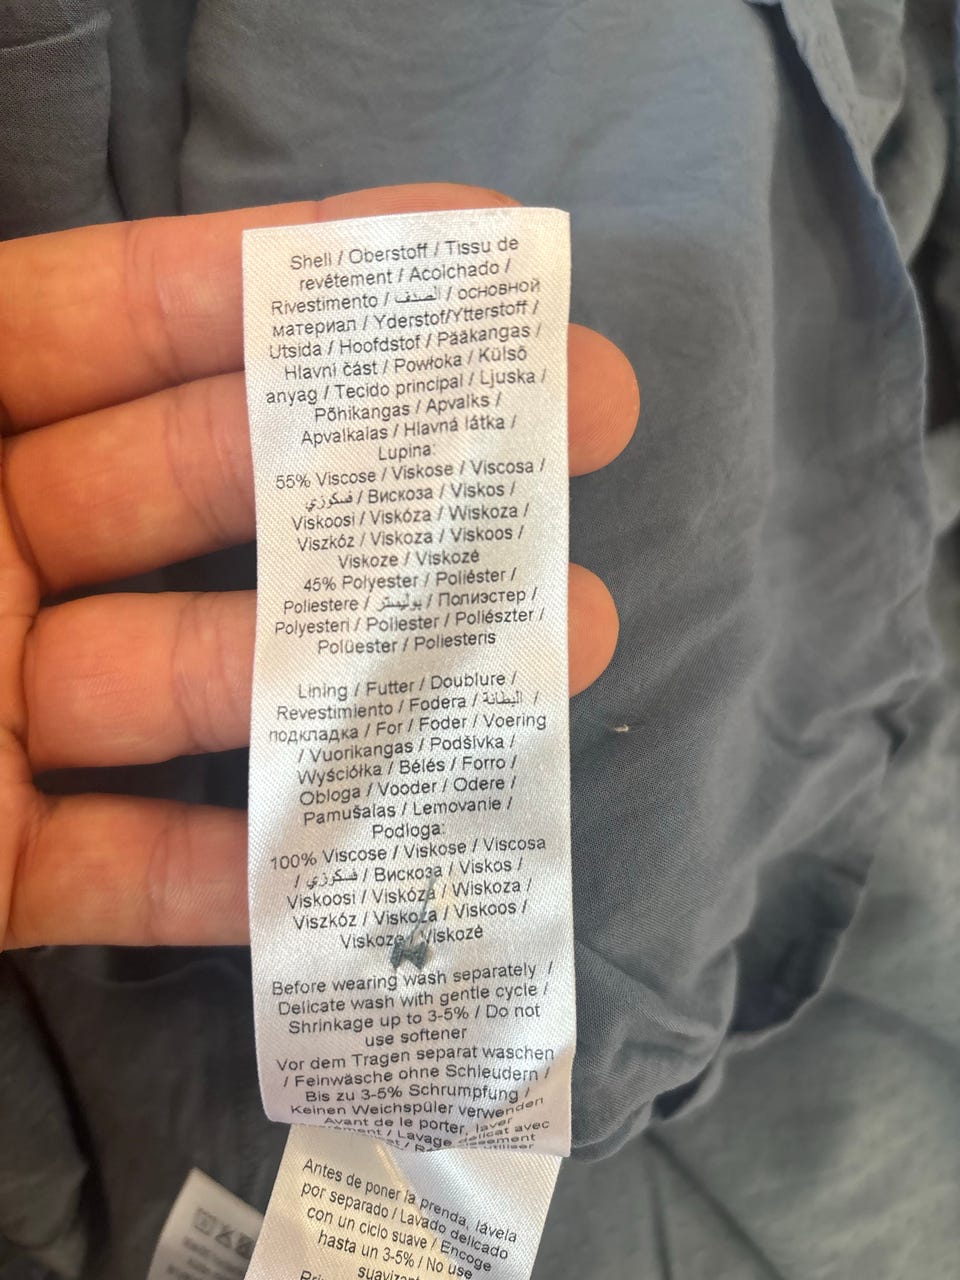 Shell / Oberstoff / Tissu de
revêtement / Acolchado /
Rivestimento / الصدف / основной
материал / Yderstof/Ytterstoff /
Utsida / Hoofdstof / Pääkangas /
Hlavní část / Powłoka / Külső
anyag / Tecido principal / Ljuska /
Põhikangas / Apvalks /
Apvalkalas / Hlavná látka /
Lupina:
55% Viscose / Viskose / Viscosa /
فسكوزي / Вискоза / Viskos /
Viskoosi / Viskóza / Wiskoza /
Viszkóz / Viskoza / Viskoos /
Viskoze / Viskozė
45% Polyester / Poliéster /
Poliestere / بوليستر / Полиэстер /
Polyesteri / Poliester / Poliészter /
Polüester / Poliesteris
Lining / Futter / Doublure /
Revestimiento / Fodera / البطانة /
подкладка / For / Foder / Voering
/ Vuorikangas / Podšívka /
Wyściółka / Bélés / Forro /
Obloga / Vooder / Odere /
Pamušalas / Lemovanie /
Podloga:
100% Viscose / Viskose / Viscosa
/ فسكوزي / Вискоза / Viskos /
Viskoosi / Viskóza / Wiskoza /
Viszkóz / Viskoza / Viskoos /
Viskoze / Viskozė
Before wearing wash separately /
Delicate wash with gentle cycle /
Shrinkage up to 3-5% / Do not
use softener
Vor dem Tragen separat waschen
/ Feinwäsche ohne Schleudern /
Bis zu 3-5% Schrumpfung /
Keinen Weichspüler verwenden
Avant de le porter, laver
/ Lavage délicat avec
Antes de poner la prenda, lávela
por separado / Lavado delicado
con un ciclo suave / Encoge
hasta un 3-5% / No use